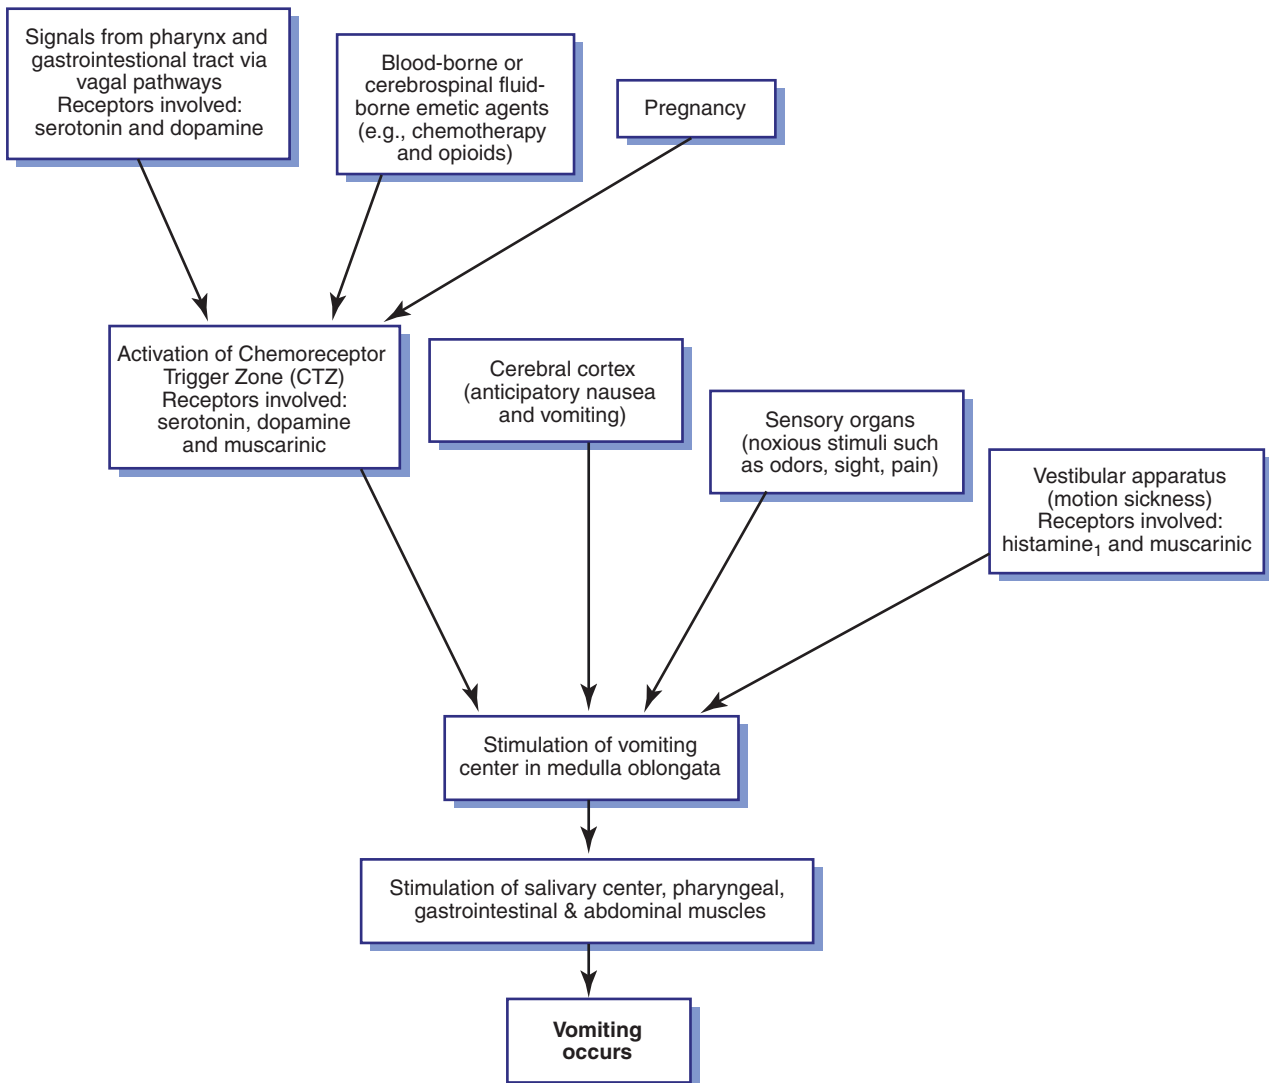 Signals from pharynx and
gastrointestional tract via
vagal pathways
Receptors involved:
serotonin and dopamine
Blood-borne or
cerebrospinal fluid-
borne emetic agents
(e.g., chemotherapy
and opioids)
Pregnancy
Activation of Chemoreceptor
Trigger Zone (CTZ)
Receptors involved:
serotonin, dopamine
and muscarinic
Cerebral cortex
(anticipatory nausea
and vomiting)
Sensory organs
(noxious stimuli such
as odors, sight, pain)
Vestibular apparatus
(motion sickness)
Receptors involved:
histamine₁ and muscarinic
Stimulation of vomiting
center in medulla oblongata
Stimulation of salivary center, pharyngeal,
gastrointestinal & abdominal muscles
Vomiting
occurs